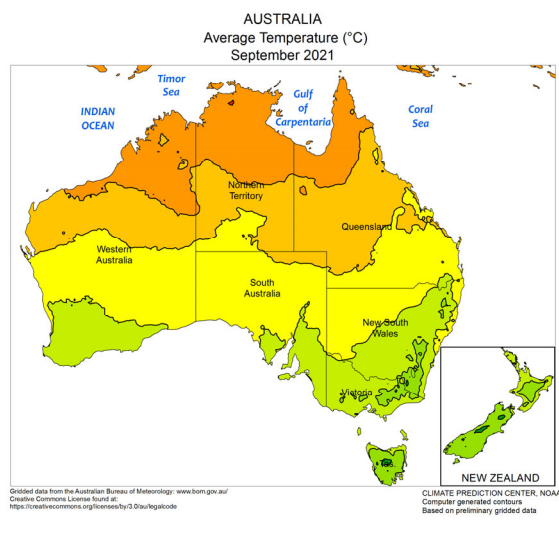 AUSTRALIA
Average Temperature (°C)
September 2021
Timor
Sea
INDIAN
OCEAN
Gulf
of
Carpentaria
Coral
Sea
Northern
Territory
Queensland
Western
Australia
South
Australia
New South
Wales
Victoria
Tas.
NEW ZEALAND
Gridded data from the Australian Bureau of Meteorology: www.bom.gov.au/
Creative Commons License found at:
https://creativecommons.org/licenses/by/3.0/au/legalcode
CLIMATE PREDICTION CENTER, NOAA
Computer generated contours
Based on preliminary gridded data